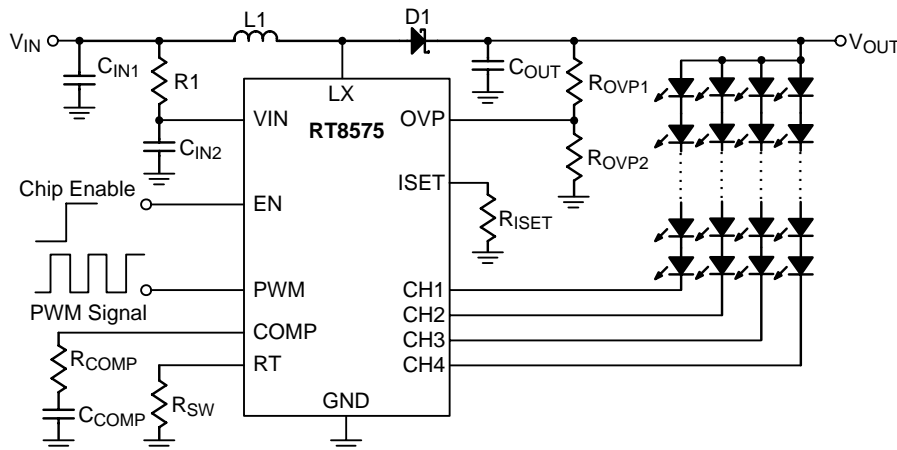 L1
D1
VIN
VOUT
CIN1
R1
COUT
ROVP1
LX
RT8575
VIN
OVP
CIN2
ROVP2
Chip Enable
ISET
EN
RISET
PWM
PWM Signal
CH1
CH2
COMP
CH3
RCOMP
RT
CH4
CCOMP
RSW
GND